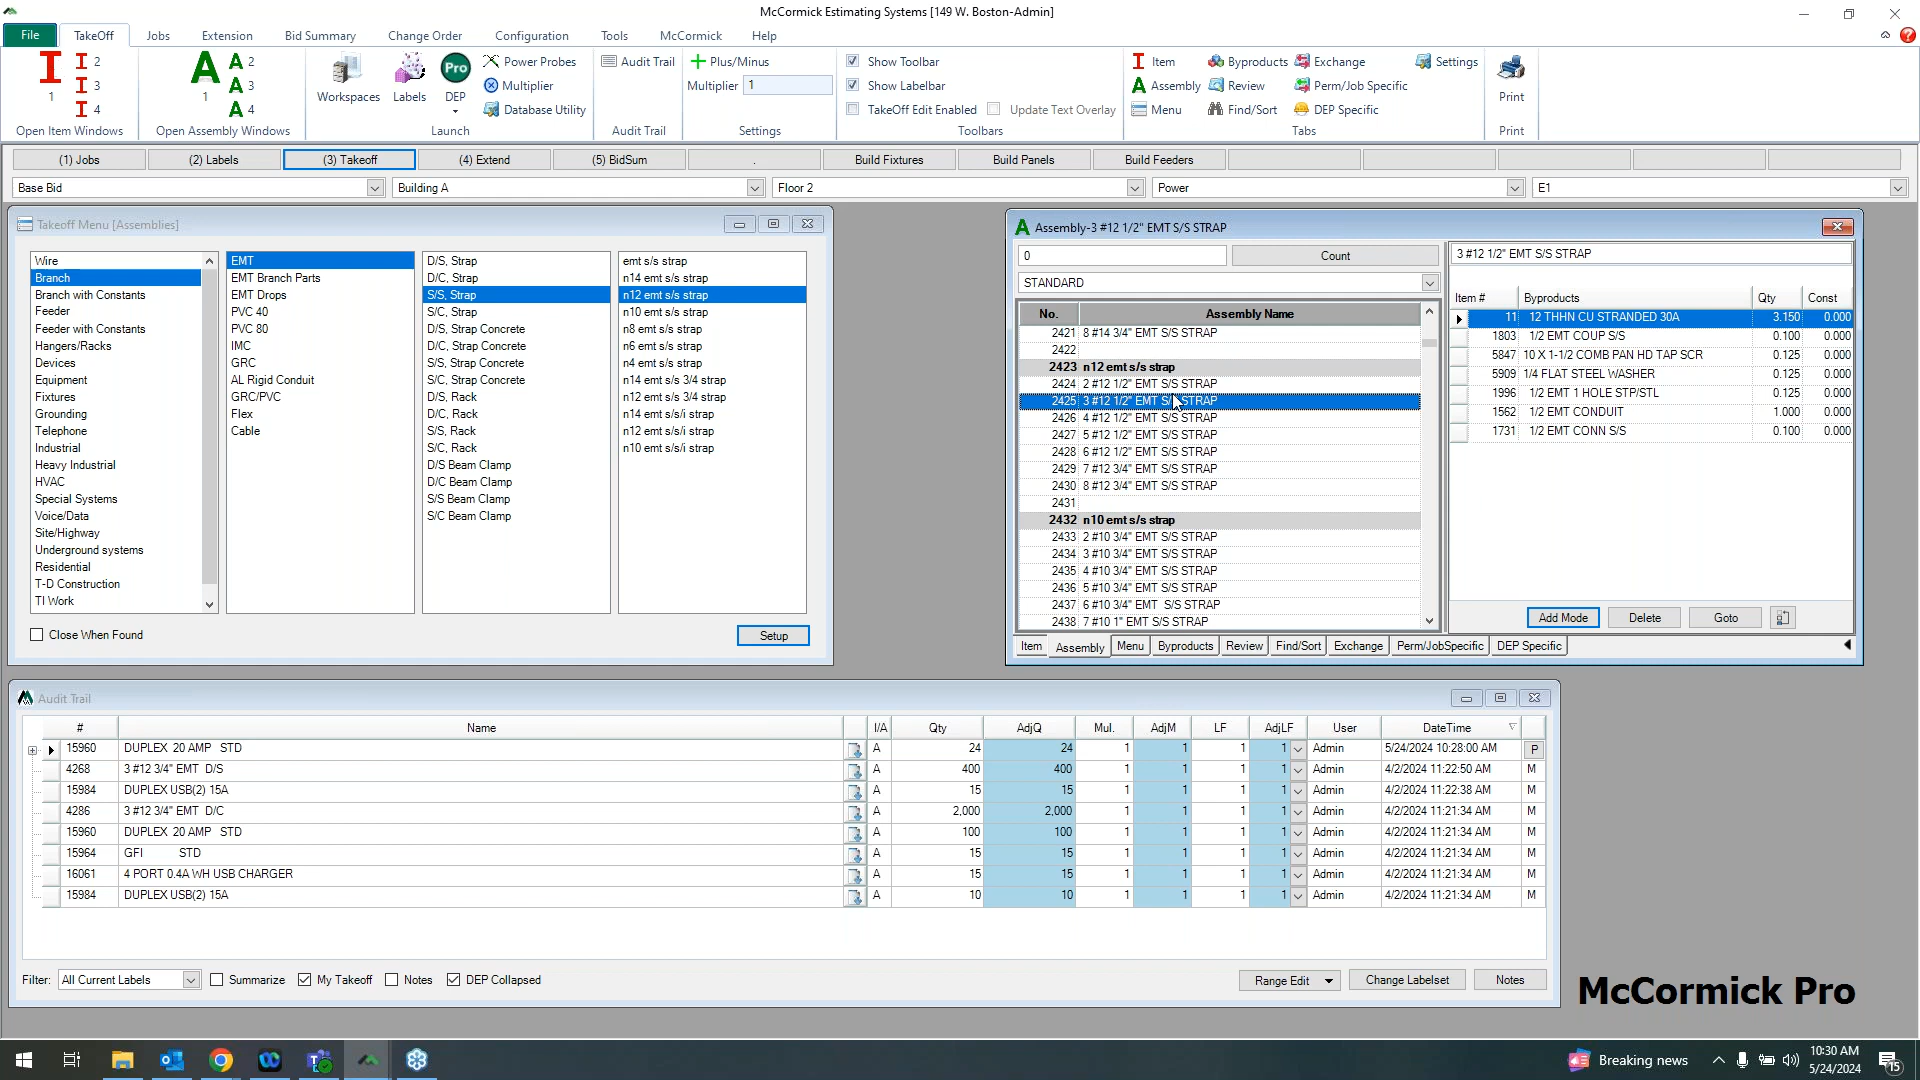 McCormick Estimating Systems [149 W. Boston-Admin]
File TakeOff Jobs Extension Bid Summary Change Order Configuration Tools McCormick Help
I 1 I 2 I 3 I 4
Open Item Windows
A 1 A 2 A 3 A 4
Open Assembly Windows
Workspaces Labels Pro DEP
Power Probes
Multiplier
Database Utility
Launch
Audit Trail
Audit Trail
Plus/Minus
Multiplier 1
Settings
Show Toolbar
Show Labelbar
TakeOff Edit Enabled Update Text Overlay
Toolbars
Item Byproducts Exchange Settings
Assembly Review Perm/Job Specific
Menu Find/Sort DEP Specific
Tabs
Print
Print
(1) Jobs (2) Labels (3) Takeoff (4) Extend (5) BidSum . Build Fixtures Build Panels Build Feeders
Base Bid Building A Floor 2 Power E1
Takeoff Menu [Assemblies]
Wire
Branch
Branch with Constants
Feeder
Feeder with Constants
Hangers/Racks
Devices
Equipment
Fixtures
Grounding
Telephone
Industrial
Heavy Industrial
HVAC
Special Systems
Voice/Data
Site/Highway
Underground systems
Residential
T-D Construction
TI Work
EMT
EMT Branch Parts
EMT Drops
PVC 40
PVC 80
IMC
GRC
AL Rigid Conduit
GRC/PVC
Flex
Cable
D/S, Strap
D/C, Strap
S/S, Strap
S/C, Strap
D/S, Strap Concrete
D/C, Strap Concrete
S/S, Strap Concrete
S/C, Strap Concrete
D/S, Rack
D/C, Rack
S/S, Rack
S/C, Rack
D/S Beam Clamp
D/C Beam Clamp
S/S Beam Clamp
S/C Beam Clamp
emt s/s strap
n14 emt s/s strap
n12 emt s/s strap
n10 emt s/s strap
n8 emt s/s strap
n6 emt s/s strap
n4 emt s/s strap
n14 emt s/s 3/4 strap
n12 emt s/s 3/4 strap
n14 emt s/s/i strap
n12 emt s/s/i strap
n10 emt s/s/i strap
Close When Found
Setup
A Assembly-3 #12 1/2" EMT S/S STRAP
0 Count
STANDARD
No. Assembly Name
2421 8 #14 3/4" EMT S/S STRAP
2422
2423 n12 emt s/s strap
2424 2 #12 1/2" EMT S/S STRAP
2425 3 #12 1/2" EMT S/S STRAP
2426 4 #12 1/2" EMT S/S STRAP
2427 5 #12 1/2" EMT S/S STRAP
2428 6 #12 1/2" EMT S/S STRAP
2429 7 #12 3/4" EMT S/S STRAP
2430 8 #12 3/4" EMT S/S STRAP
2431
2432 n10 emt s/s strap
2433 2 #10 3/4" EMT S/S STRAP
2434 3 #10 3/4" EMT S/S STRAP
2435 4 #10 3/4" EMT S/S STRAP
2436 5 #10 3/4" EMT S/S STRAP
2437 6 #10 3/4" EMT S/S STRAP
2438 7 #10 1" EMT S/S STRAP
3 #12 1/2" EMT S/S STRAP
Item # Byproducts Qty Const
11 12 THHN CU STRANDED 30A 3.150 0.000
1803 1/2 EMT COUP S/S 0.100 0.000
5847 10 X 1-1/2 COMB PAN HD TAP SCR 0.125 0.000
5909 1/4 FLAT STEEL WASHER 0.125 0.000
1996 1/2 EMT 1 HOLE STP/STL 0.125 0.000
1562 1/2 EMT CONDUIT 1.000 0.000
1731 1/2 EMT CONN S/S 0.100 0.000
Add Mode Delete Goto
Item Assembly Menu Byproducts Review Find/Sort Exchange Perm/JobSpecific DEP Specific
Audit Trail
# Name I/A Qty AdjQ Mul. AdjM LF AdjLF User DateTime
15960 DUPLEX 20 AMP STD A 24 24 1 1 1 1 Admin 5/24/2024 10:28:00 AM P
4268 3 #12 3/4" EMT D/S A 400 400 1 1 1 1 Admin 4/2/2024 11:22:50 AM M
15984 DUPLEX USB(2) 15A A 15 15 1 1 1 1 Admin 4/2/2024 11:22:38 AM M
4286 3 #12 3/4" EMT D/C A 2,000 2,000 1 1 1 1 Admin 4/2/2024 11:21:34 AM M
15960 DUPLEX 20 AMP STD A 100 100 1 1 1 1 Admin 4/2/2024 11:21:34 AM M
15964 GFI STD A 15 15 1 1 1 1 Admin 4/2/2024 11:21:34 AM M
16061 4 PORT 0.4A WH USB CHARGER A 15 15 1 1 1 1 Admin 4/2/2024 11:21:34 AM M
15984 DUPLEX USB(2) 15A A 10 10 1 1 1 1 Admin 4/2/2024 11:21:34 AM M
Filter: All Current Labels Summarize My Takeoff Notes DEP Collapsed Range Edit Change Labelset Notes
McCormick Pro
Breaking news
10:30 AM
5/24/2024
15